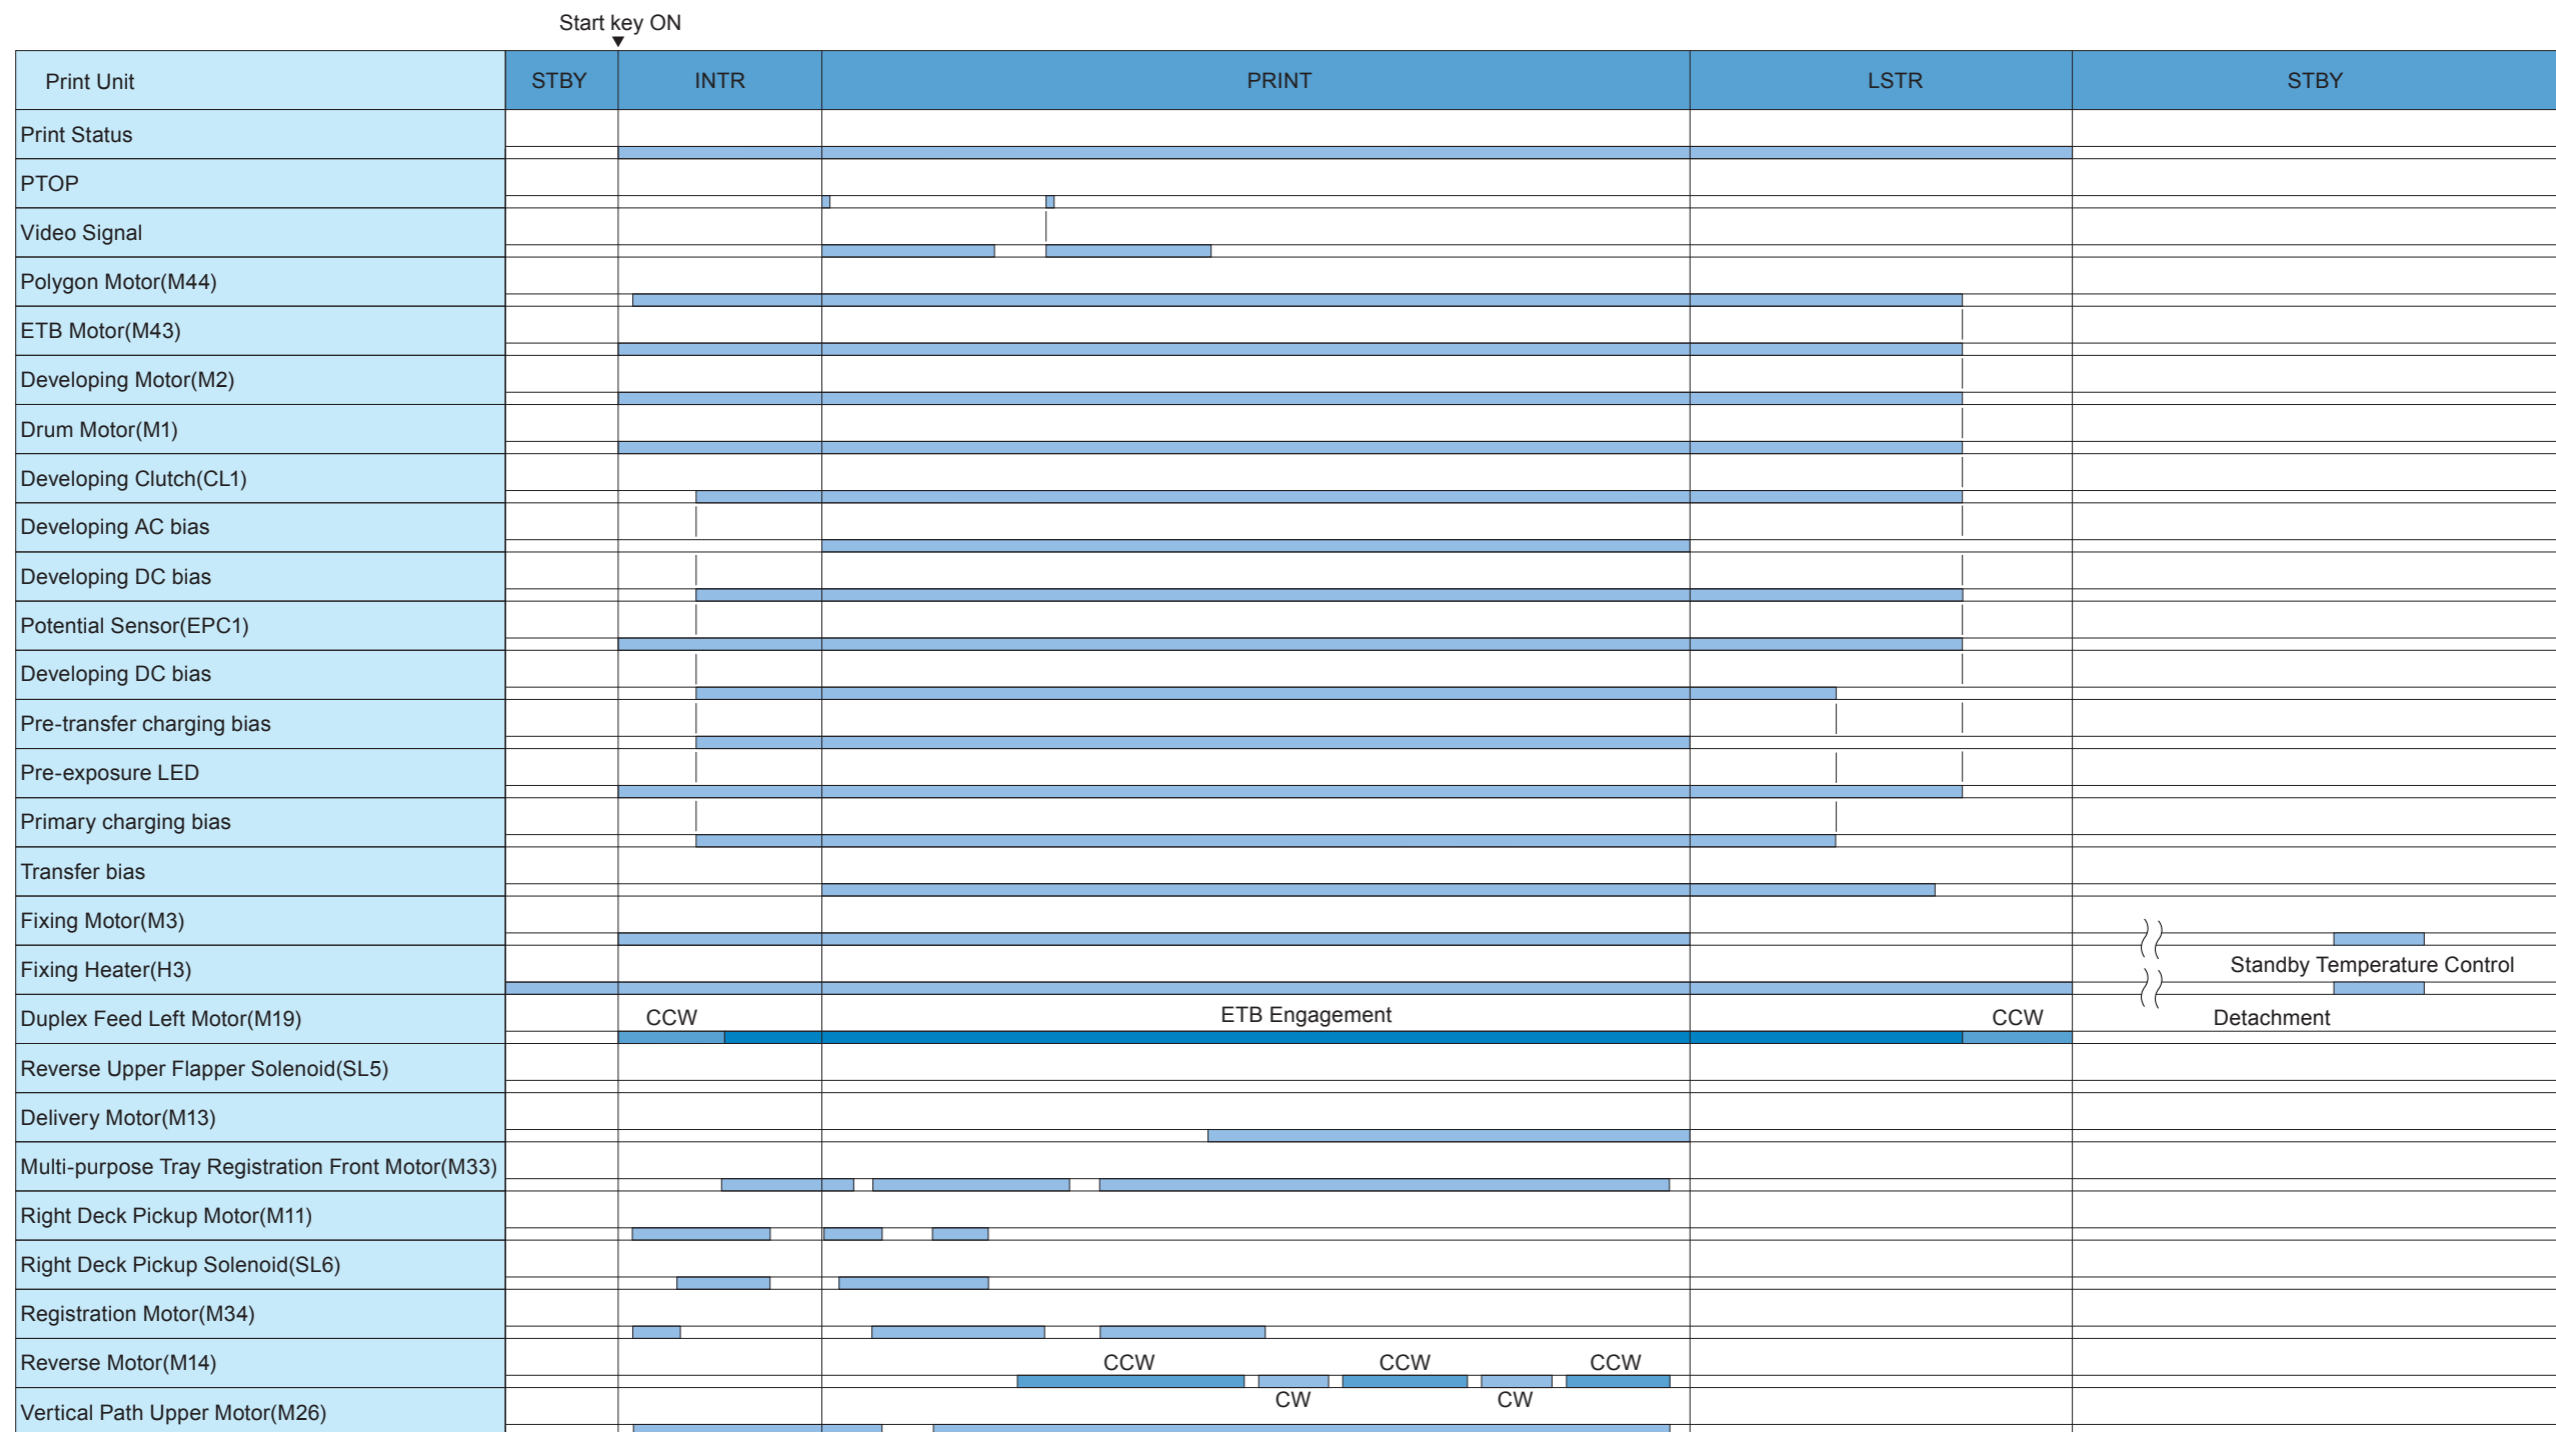 Start key ON
▼
Print Unit STBY INTR PRINT LSTR STBY
Print Status
PTOP
Video Signal
Polygon Motor(M44)
ETB Motor(M43)
Developing Motor(M2)
Drum Motor(M1)
Developing Clutch(CL1)
Developing AC bias
Developing DC bias
Potential Sensor(EPC1)
Developing DC bias
Pre-transfer charging bias
Pre-exposure LED
Primary charging bias
Transfer bias
Fixing Motor(M3)
Fixing Heater(H3) Standby Temperature Control
Duplex Feed Left Motor(M19) CCW ETB Engagement CCW Detachment
Reverse Upper Flapper Solenoid(SL5)
Delivery Motor(M13)
Multi-purpose Tray Registration Front Motor(M33)
Right Deck Pickup Motor(M11)
Right Deck Pickup Solenoid(SL6)
Registration Motor(M34)
Reverse Motor(M14) CCW CCW CCW
CW CW
Vertical Path Upper Motor(M26)